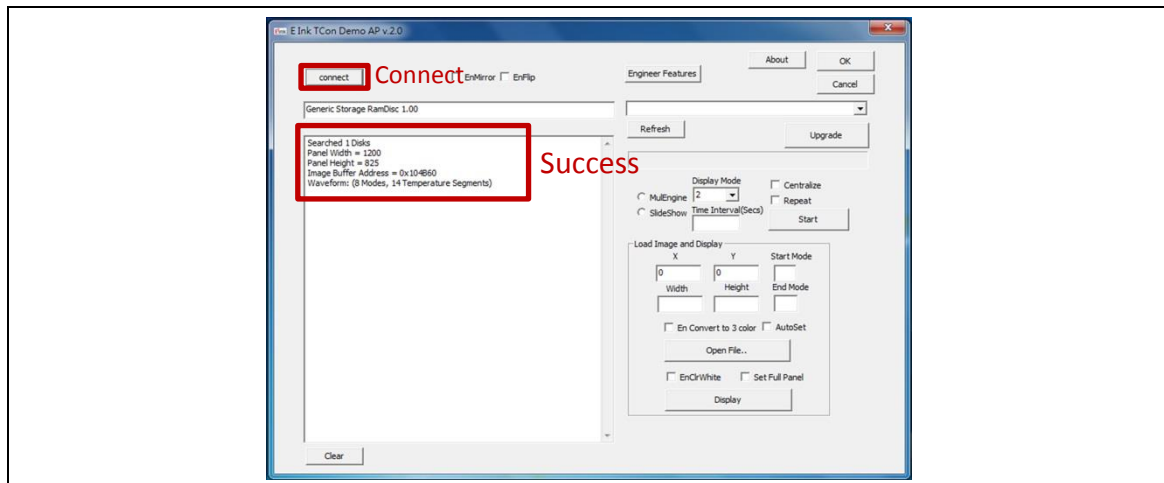 E Ink TCon Demo AP v.2.0
connect
Connect
EnMirror
EnFlip
Engineer Features
About
OK
Cancel
Generic Storage RamDisc 1.00
Refresh
Upgrade
Searched 1 Disks
Panel Width = 1200
Panel Height = 825
Image Buffer Address = 0x104B60
Waveform: (8 Modes, 14 Temperature Segments)
Success
Display Mode
MulEngine
2
Centralize
Repeat
SlideShow
Time Interval(Secs)
Start
Load Image and Display
X
Y
Start Mode
0
0
Width
Height
End Mode
En Convert to 3 color
AutoSet
Open File..
EnClrWhite
Set Full Panel
Display
Clear